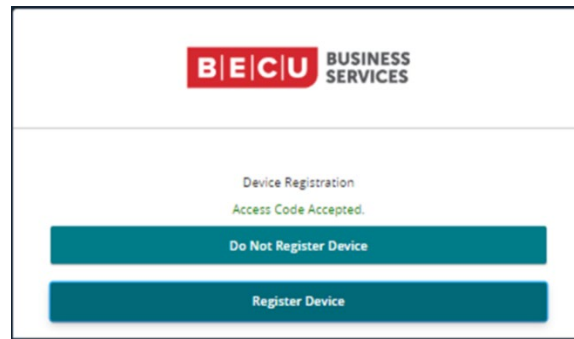 B|E|C|U BUSINESS
SERVICES
Device Registration
Access Code Accepted.
Do Not Register Device
Register Device